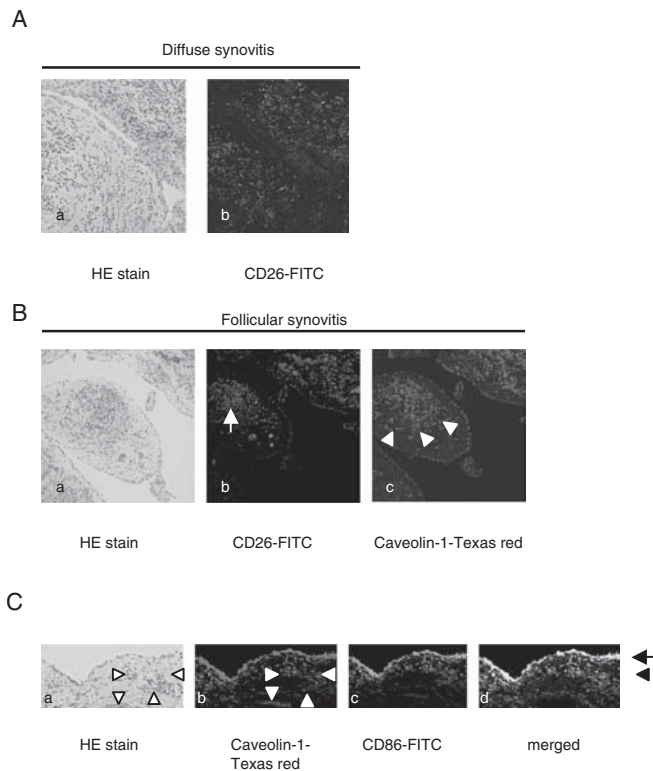 A
Diffuse synovitis
a
b
HE stain
CD26-FITC
B
Follicular synovitis
a
b
c
HE stain
CD26-FITC
Caveolin-1-Texas red
C
a
b
c
d
HE stain
Caveolin-1-
Texas red
CD86-FITC
merged